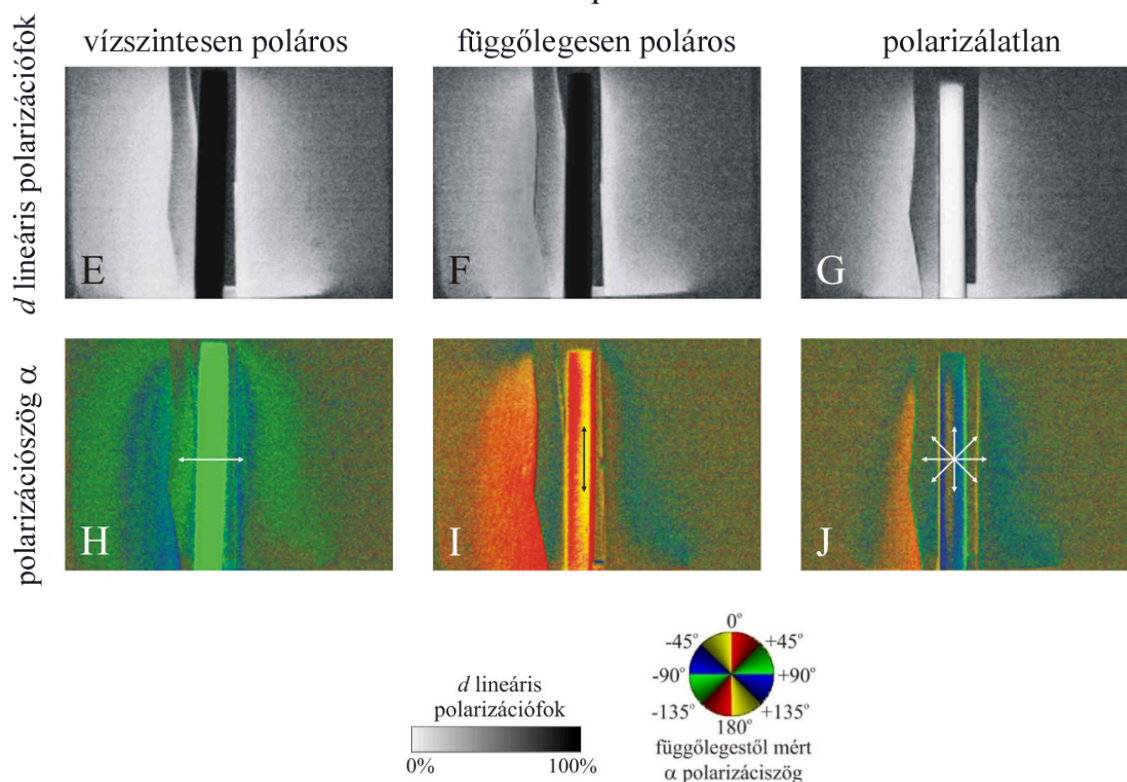 vízszintesen poláros
függőlegesen poláros
polarizálatlan
d lineáris polarizációfok
E
F
G
polarizációszög α
H
I
J
d lineáris
polarizációfok
0%
100%
0°
-45°
+45°
-90°
+90°
-135°
+135°
180°
függőlegestől mért
α polarizáciszög